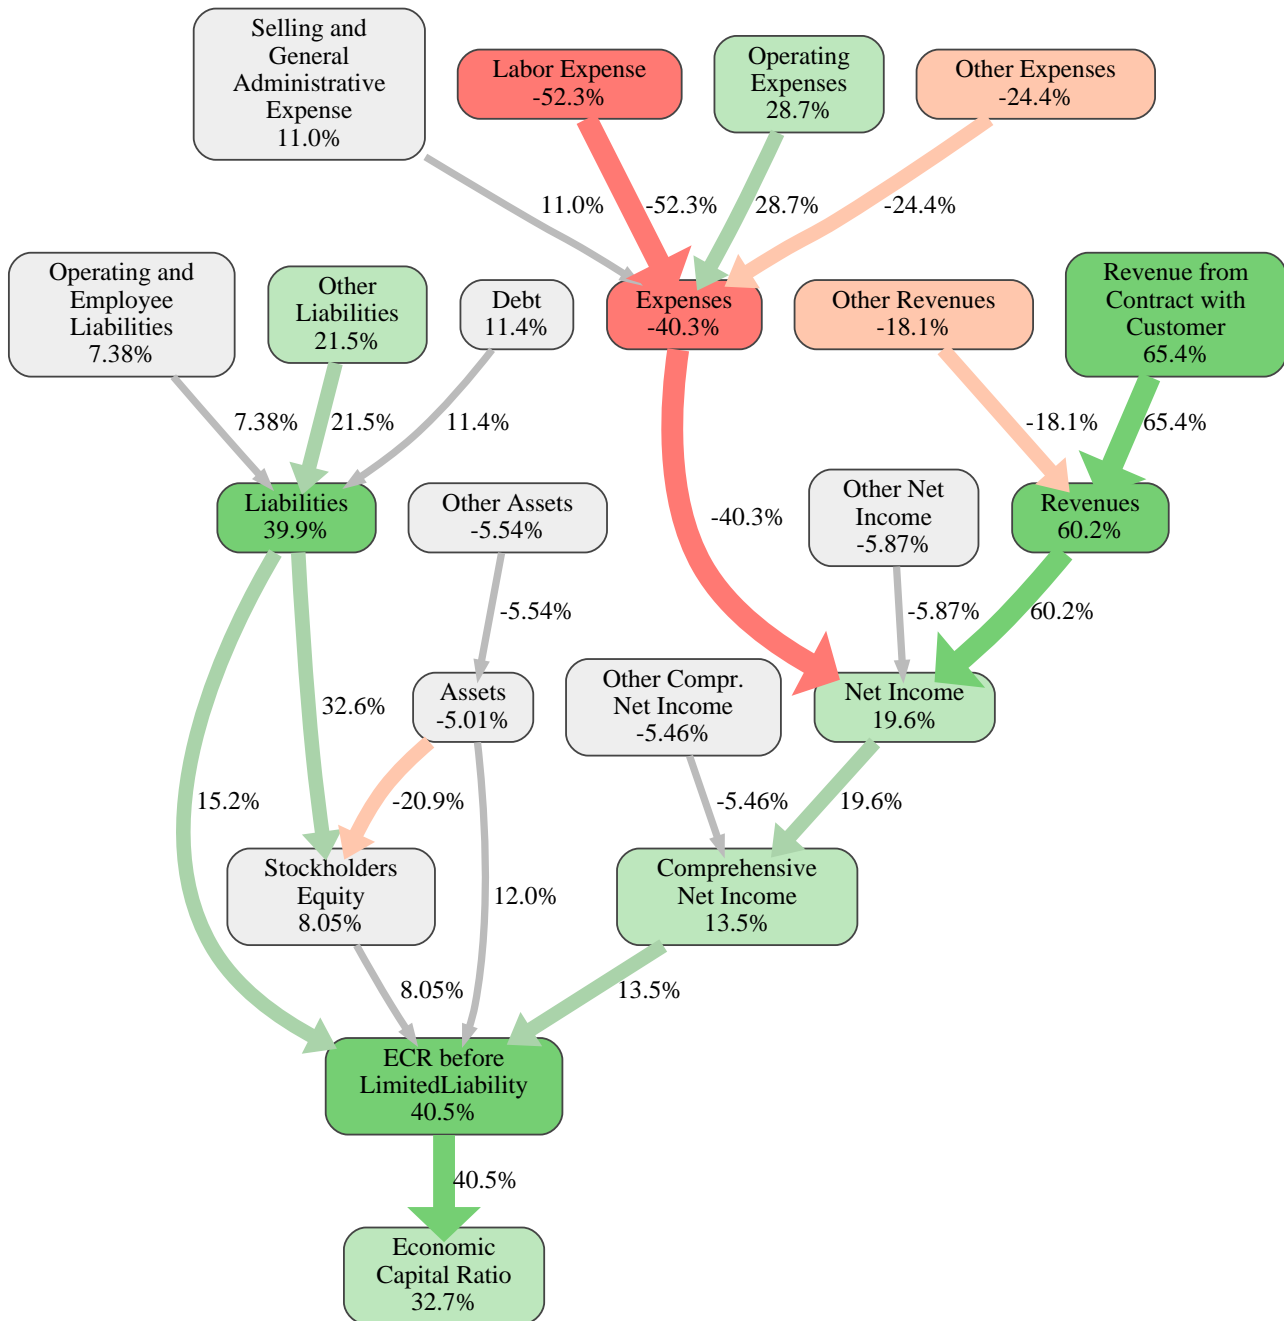 Selling and
General
Administrative
Expense
11.0%
Labor Expense
-52.3%
Operating
Expenses
28.7%
Other Expenses
-24.4%
11.0%
-52.3%
28.7%
-24.4%
Operating and
Employee
Liabilities
7.38%
Other
Liabilities
21.5%
Debt
11.4%
Expenses
-40.3%
Other Revenues
-18.1%
Revenue from
Contract with
Customer
65.4%
7.38%
21.5%
11.4%
-18.1%
65.4%
Liabilities
39.9%
Other Assets
-5.54%
-40.3%
Other Net
Income
-5.87%
Revenues
60.2%
-5.54%
-5.87%
60.2%
32.6%
Assets
-5.01%
Other Compr.
Net Income
-5.46%
Net Income
19.6%
15.2%
-20.9%
-5.46%
19.6%
Stockholders
Equity
8.05%
12.0%
Comprehensive
Net Income
13.5%
8.05%
13.5%
ECR before
LimitedLiability
40.5%
40.5%
Economic
Capital Ratio
32.7%